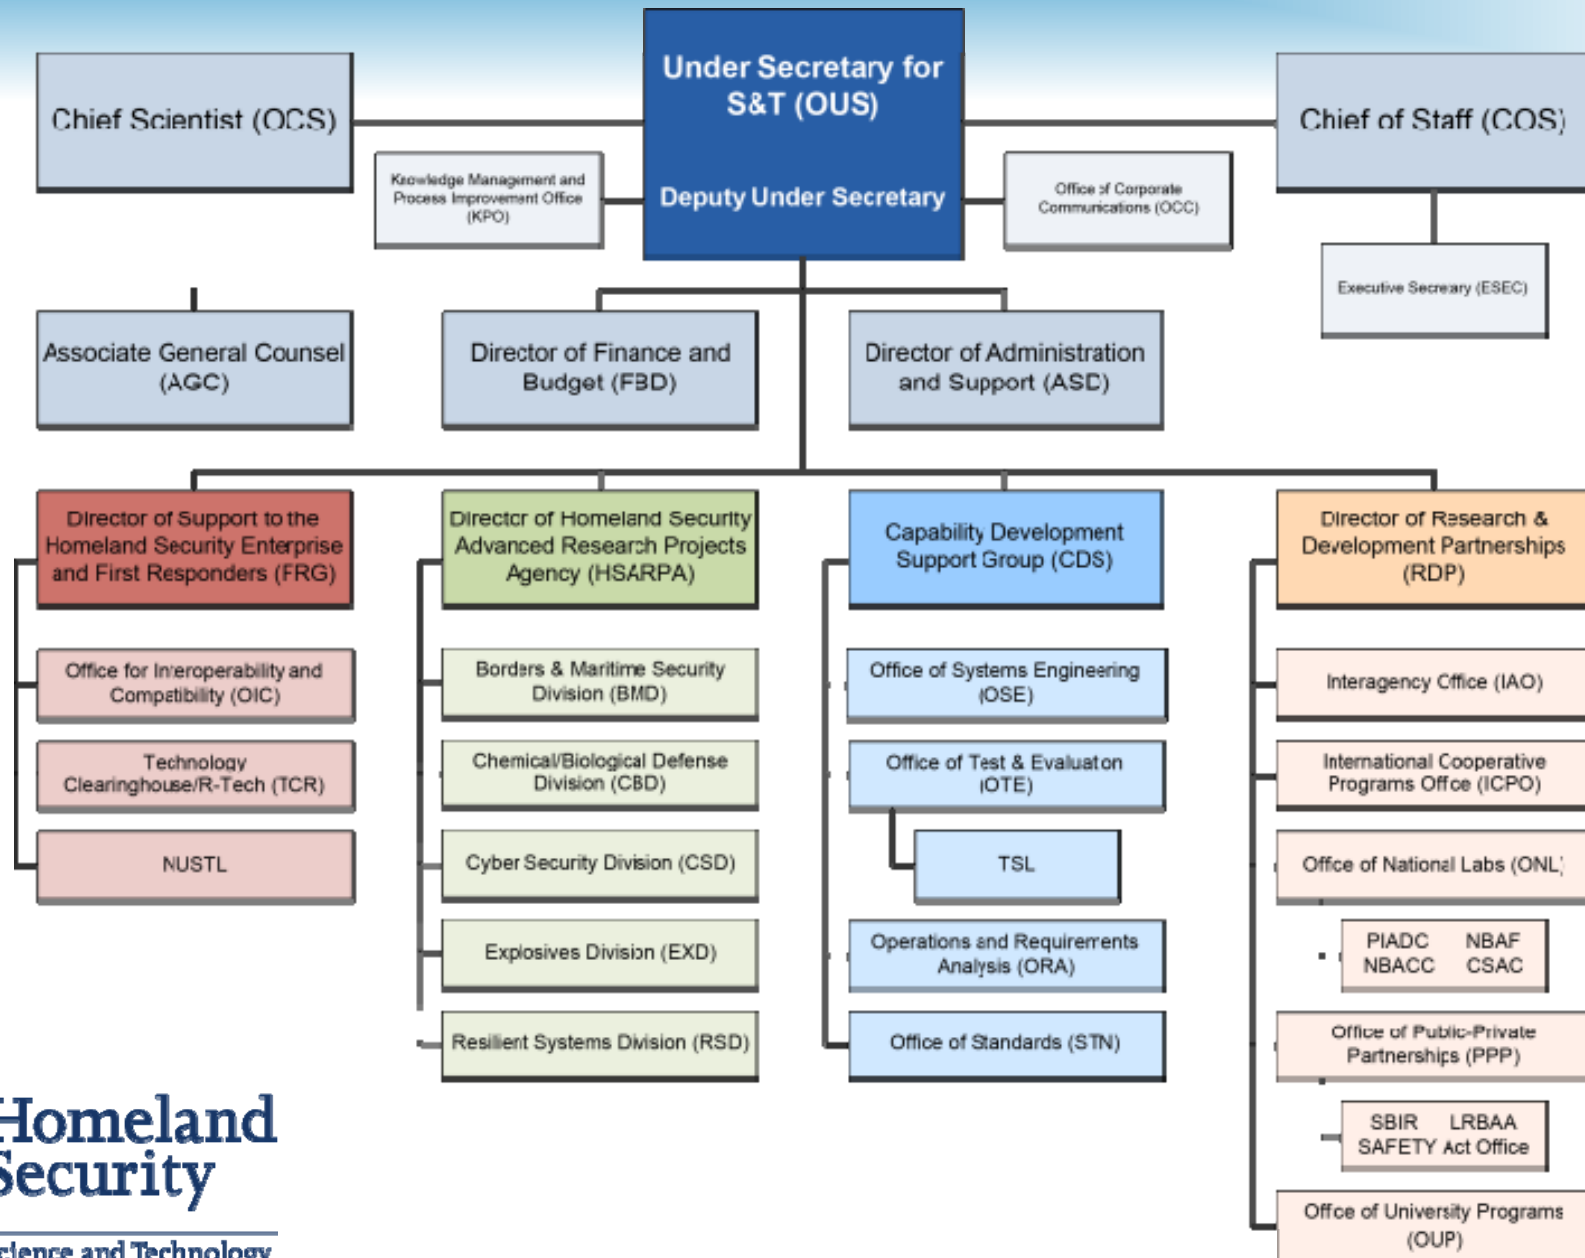 Under Secretary for
S&T (OUS)
Deputy Under Secretary
Chief Scientist (OCS)
Chief of Staff (COS)
Knowledge Management and
Process Improvement Office
(KPO)
Office of Corporate
Communications (OCC)
Executive Secretary (ESEC)
Associate General Counsel
(AGC)
Director of Finance and
Budget (FBD)
Director of Administration
and Support (ASD)
Director of Support to the
Homeland Security Enterprise
and First Responders (FRG)
Office for Interoperability and
Compatibility (OIC)
Technology
Clearinghouse/R-Tech (TCR)
NUSTL
Director of Homeland Security
Advanced Research Projects
Agency (HSARPA)
Borders & Maritime Security
Division (BMD)
Chemical/Biological Defense
Division (CBD)
Cyber Security Division (CSD)
Explosives Division (EXD)
Resilient Systems Division (RSD)
Capability Development
Support Group (CDS)
Office of Systems Engineering
(OSE)
Office of Test & Evaluation
(OTE)
TSL
Operations and Requirements
Analysis (ORA)
Office of Standards (STN)
Director of Research &
Development Partnerships
(RDP)
Interagency Office (IAO)
International Cooperative
Programs Office (ICPO)
Office of National Labs (ONL)
PIADC NBAF
NBACC CSAC
Office of Public-Private
Partnerships (PPP)
SBIR LRBAA
SAFETY Act Office
Office of University Programs
(OUP)
Homeland
Security
Science and Technology